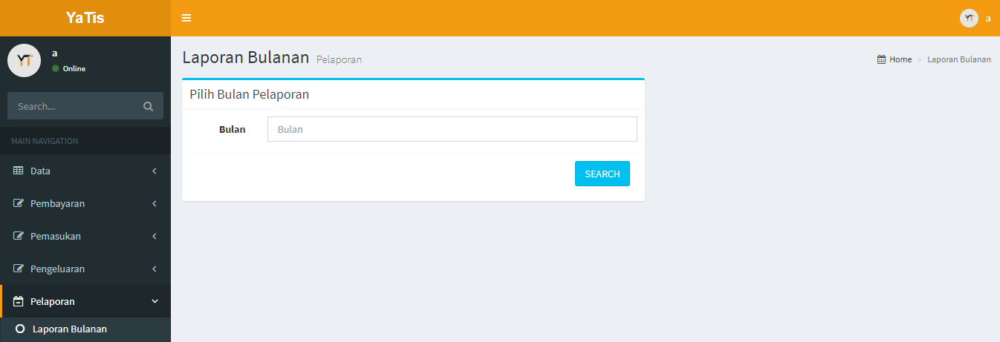 YaTis
a
YT
a
Online
Search...
MAIN NAVIGATION
Data
Pembayaran
Pemasukan
Pengeluaran
Pelaporan
Laporan Bulanan
Laporan Bulanan Pelaporan
Home > Laporan Bulanan
Pilih Bulan Pelaporan
Bulan Bulan
SEARCH